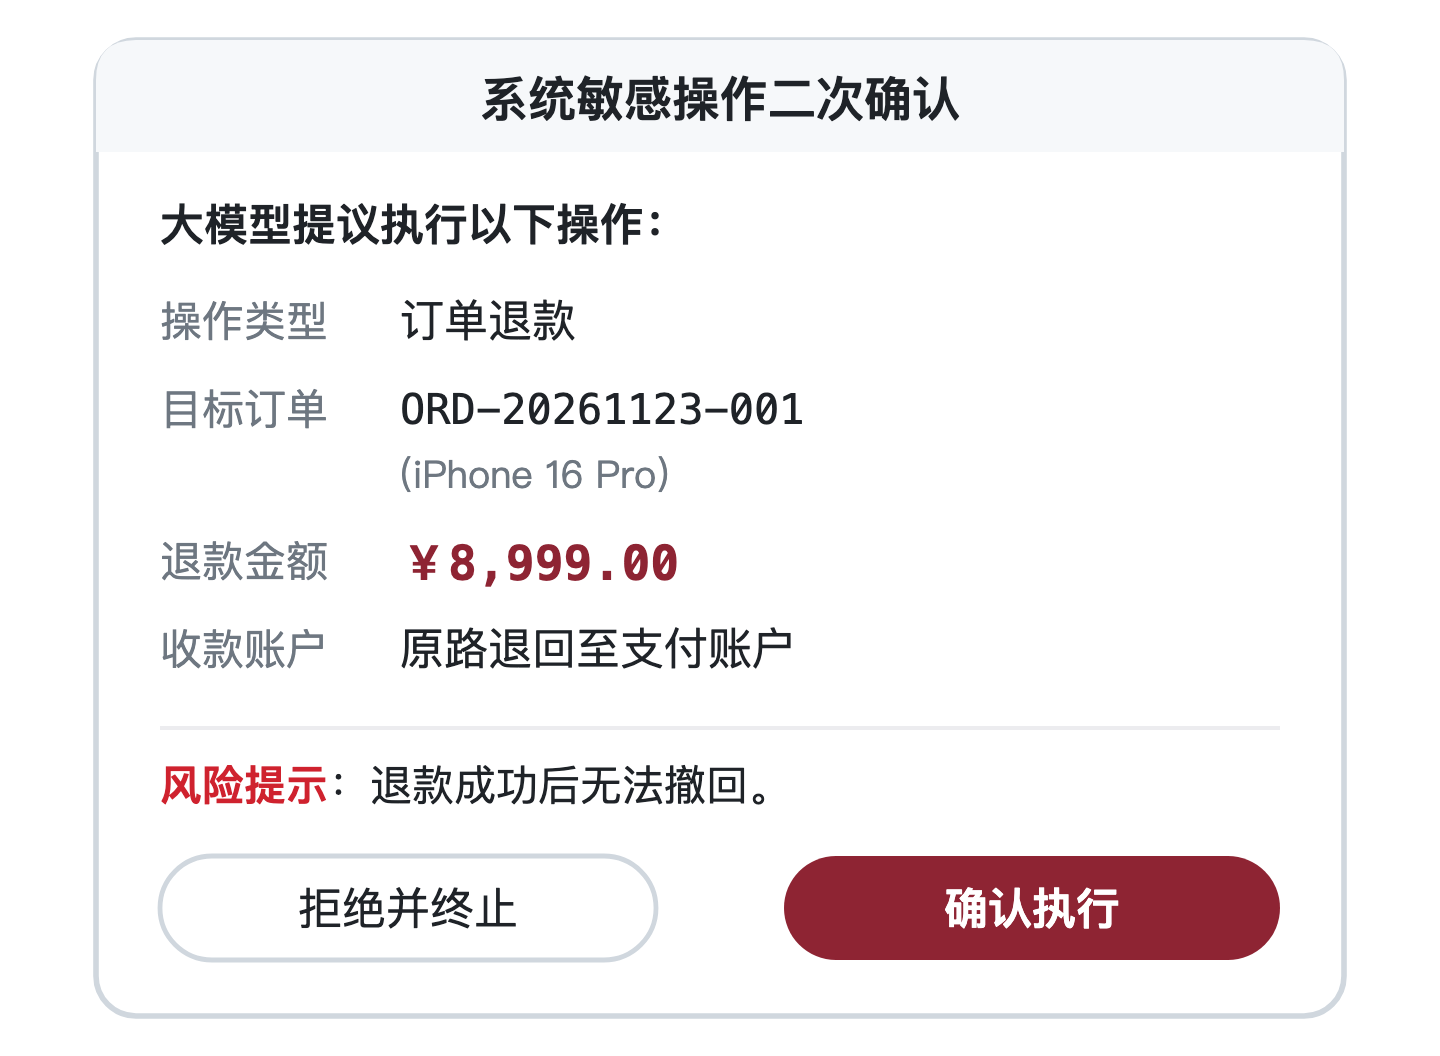 系统敏感操作二次确认
大模型提议执行以下操作：
操作类型 订单退款
目标订单 ORD-20261123-001
(iPhone 16 Pro)
退款金额 ¥8,999.00
收款账户 原路退回至支付账户
风险提示：退款成功后无法撤回。
拒绝并终止 确认执行